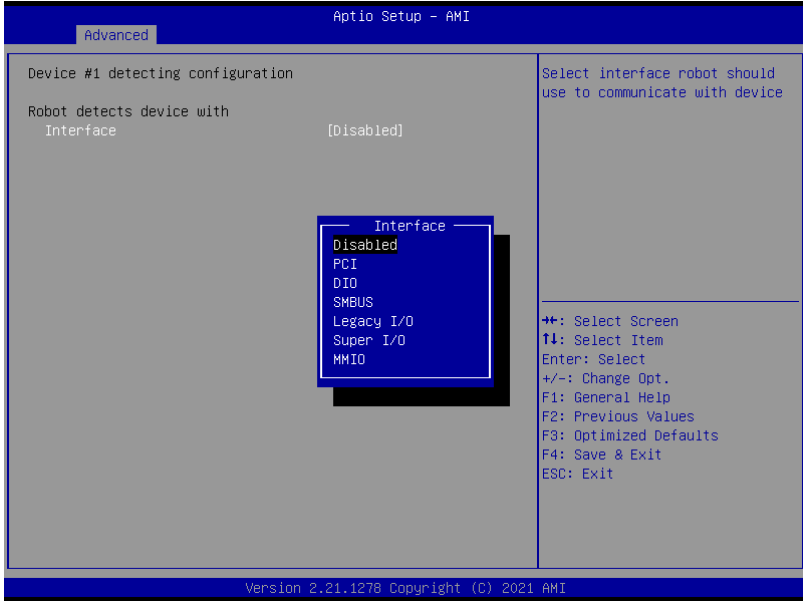 Aptio Setup – AMI
Advanced
Device #1 detecting configuration
Robot detects device with
Interface [Disabled]
Select interface robot should
use to communicate with device
Interface
Disabled
PCI
DIO
SMBUS
Legacy I/O
Super I/O
MMIO
→←: Select Screen
↑↓: Select Item
Enter: Select
+/-: Change Opt.
F1: General Help
F2: Previous Values
F3: Optimized Defaults
F4: Save & Exit
ESC: Exit
Version 2.21.1278 Copyright (C) 2021 AMI